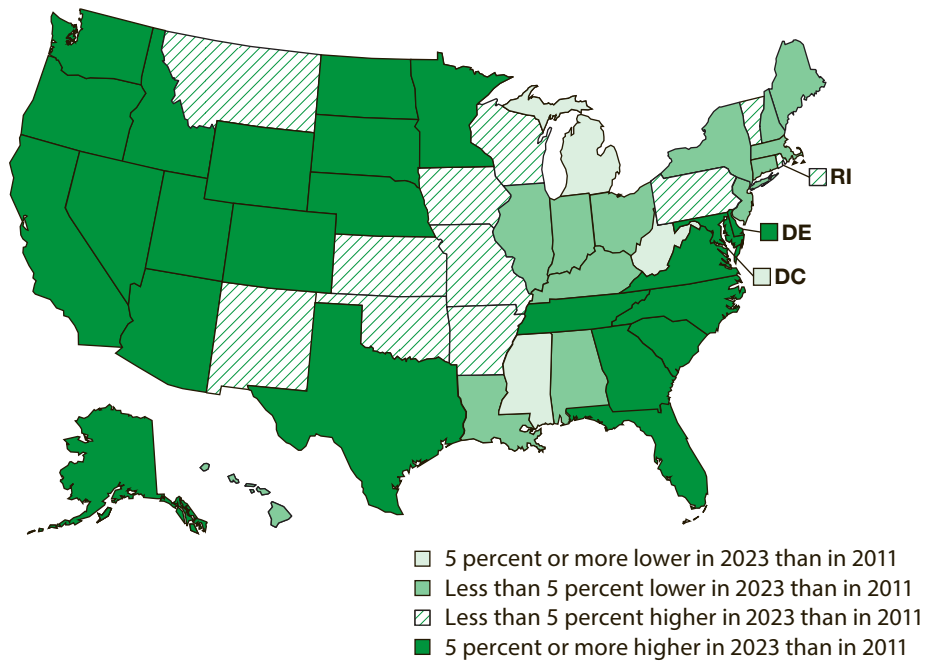 RI
DE
DC
5 percent or more lower in 2023 than in 2011
Less than 5 percent lower in 2023 than in 2011
Less than 5 percent higher in 2023 than in 2011
5 percent or more higher in 2023 than in 2011